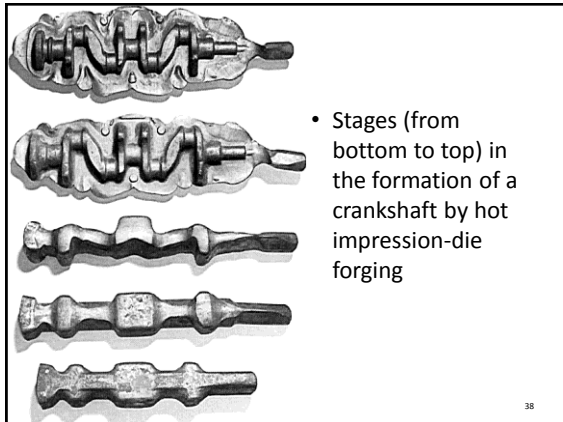 • Stages (from
bottom to top) in
the formation of a
crankshaft by hot
impression-die
forging
38